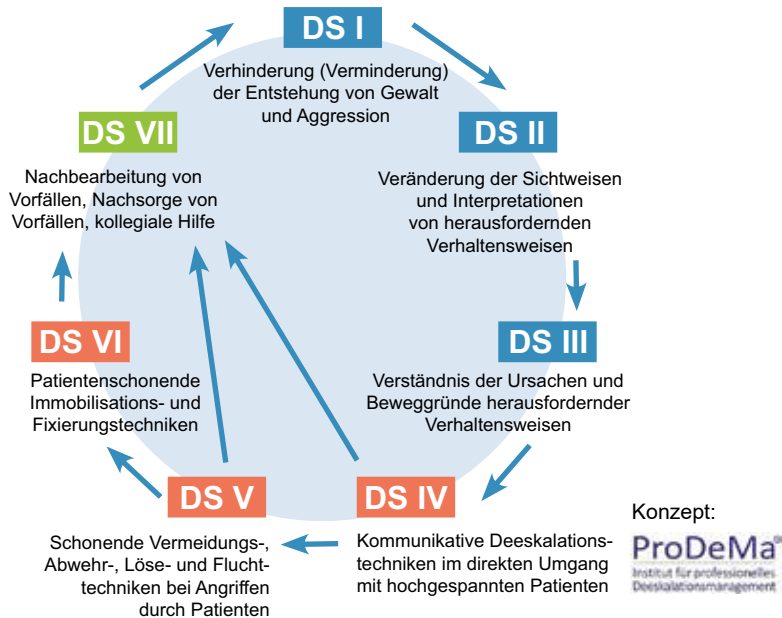 DS I
Verhinderung (Verminderung)
der Entstehung von Gewalt
und Aggression
DS II
Veränderung der Sichtweisen
und Interpretationen
von herausfordernden
Verhaltensweisen
DS III
Verständnis der Ursachen und
Beweggründe herausfordernder
Verhaltensweisen
DS IV
Kommunikative Deeskalations-
techniken im direkten Umgang
mit hochgespannten Patienten
DS V
Schonende Vermeidungs-,
Abwehr-, Löse- und Flucht-
techniken bei Angriffen
durch Patienten
DS VI
Patientenschonende
Immobilisations- und
Fixierungstechniken
DS VII
Nachbearbeitung von
Vorfällen, Nachsorge von
Vorfällen, kollegiale Hilfe
Konzept:
ProDeMa®
Institut für professionelles
Deeskalationsmanagement